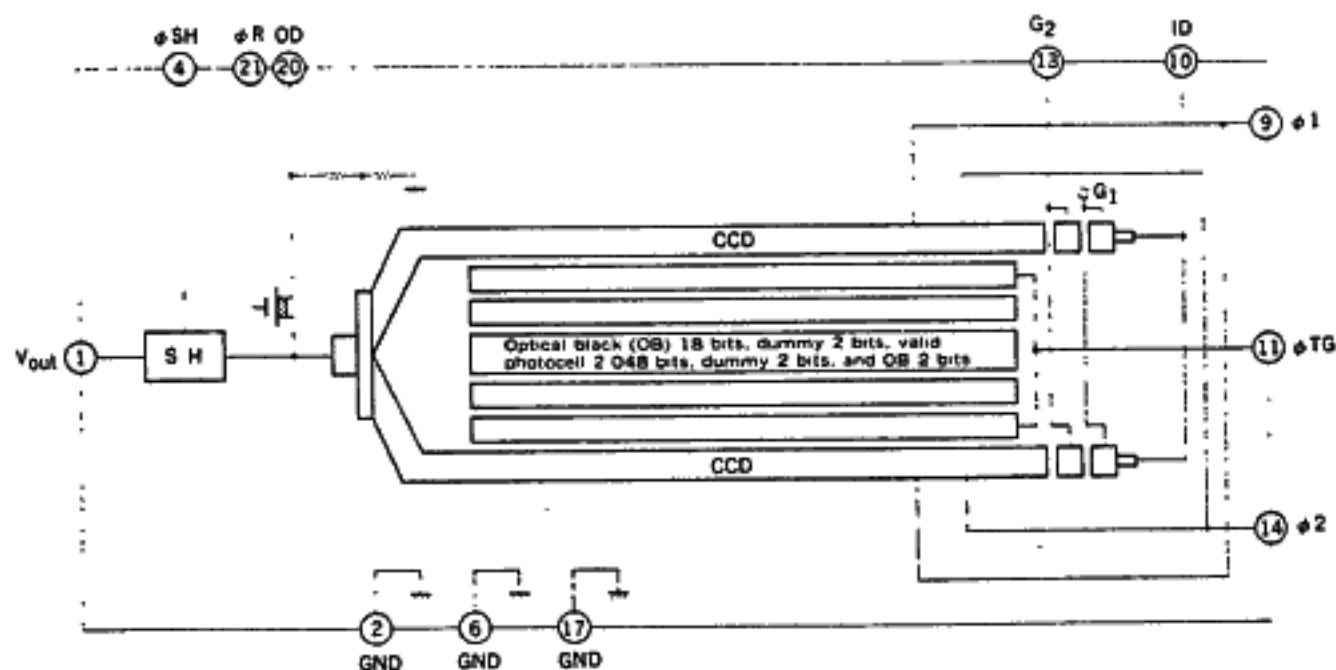 φSH φR OD G₂ ID
4 21 20 13 10
9 φ1
G₁
CCD
Vout 1 S H
Optical black (OB) 18 bits, dummy 2 bits, valid
photocell 2 048 bits, dummy 2 bits, and OB 2 bits
11 φTG
CCD
14 φ2
2 6 17
GND GND GND